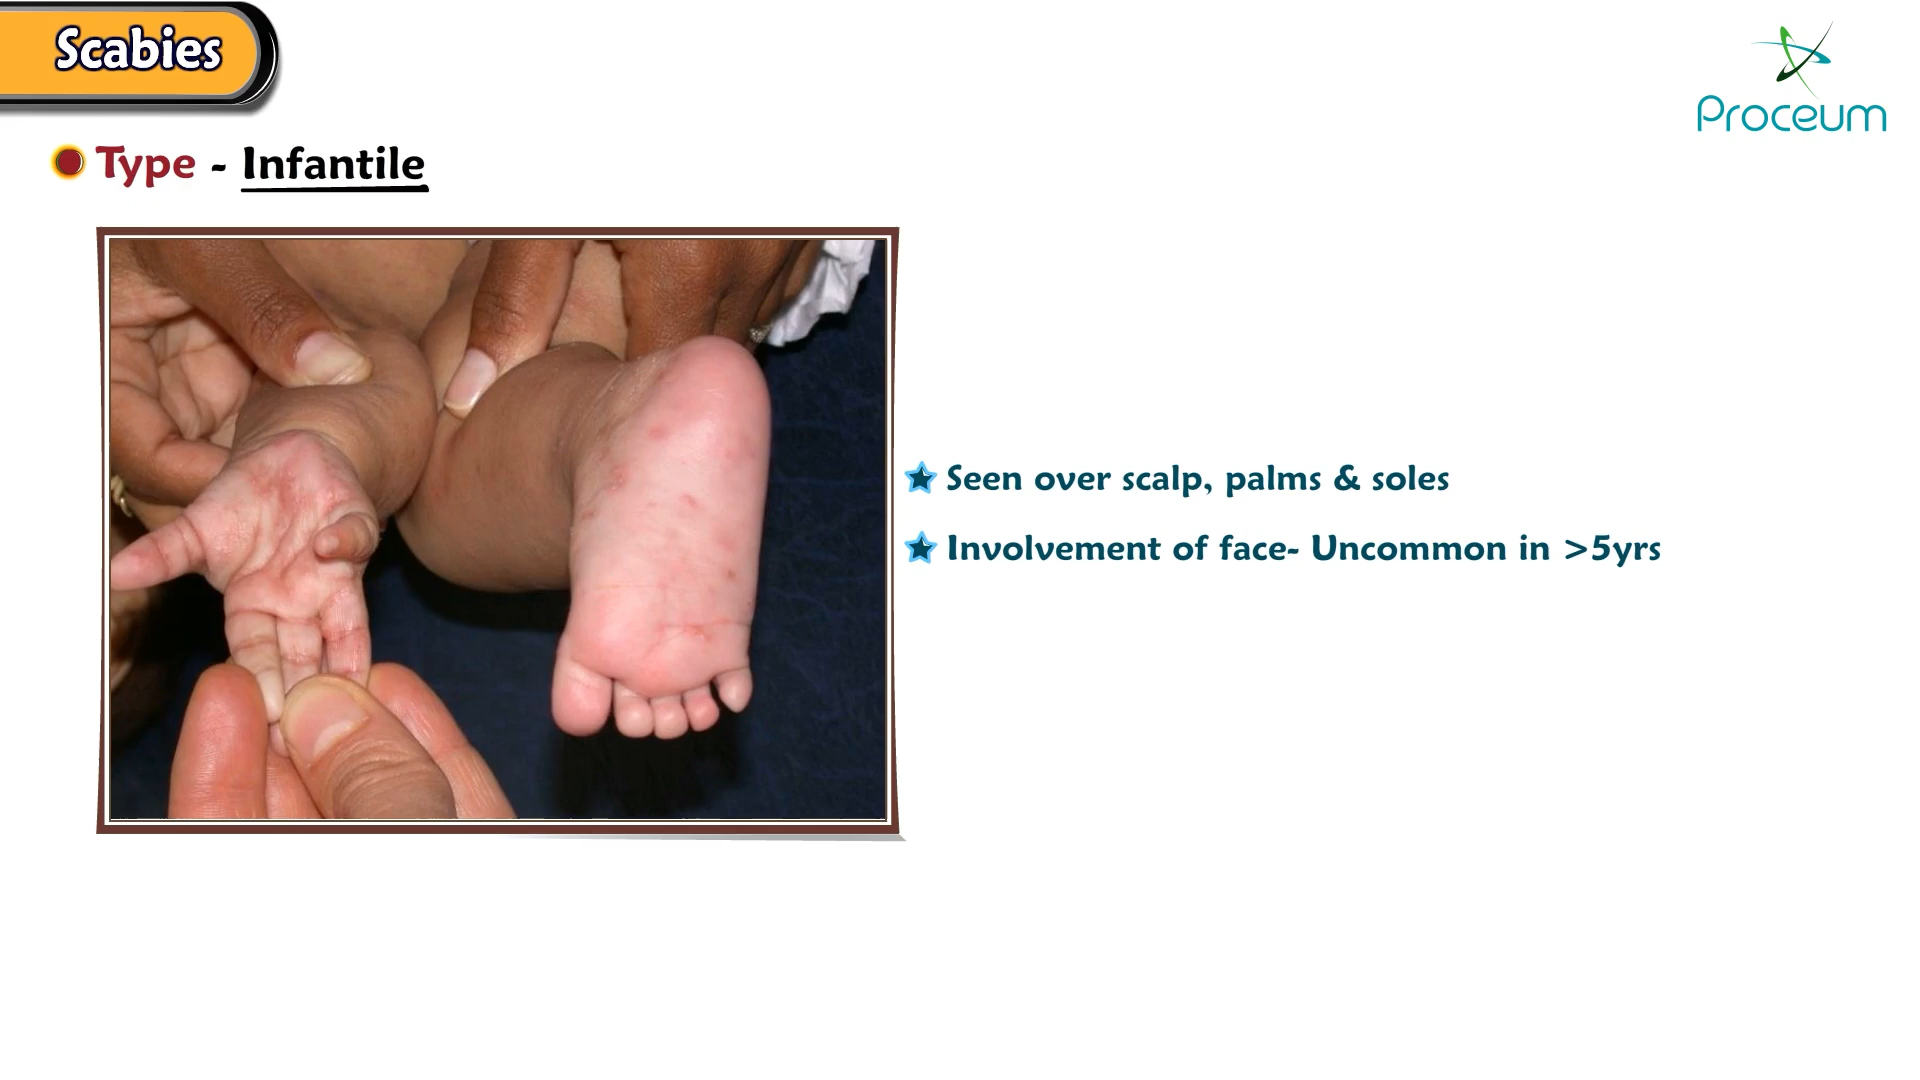 Scabies
Proceum
Type - Infantile
Seen over scalp, palms & soles
Involvement of face- Uncommon in >5yrs